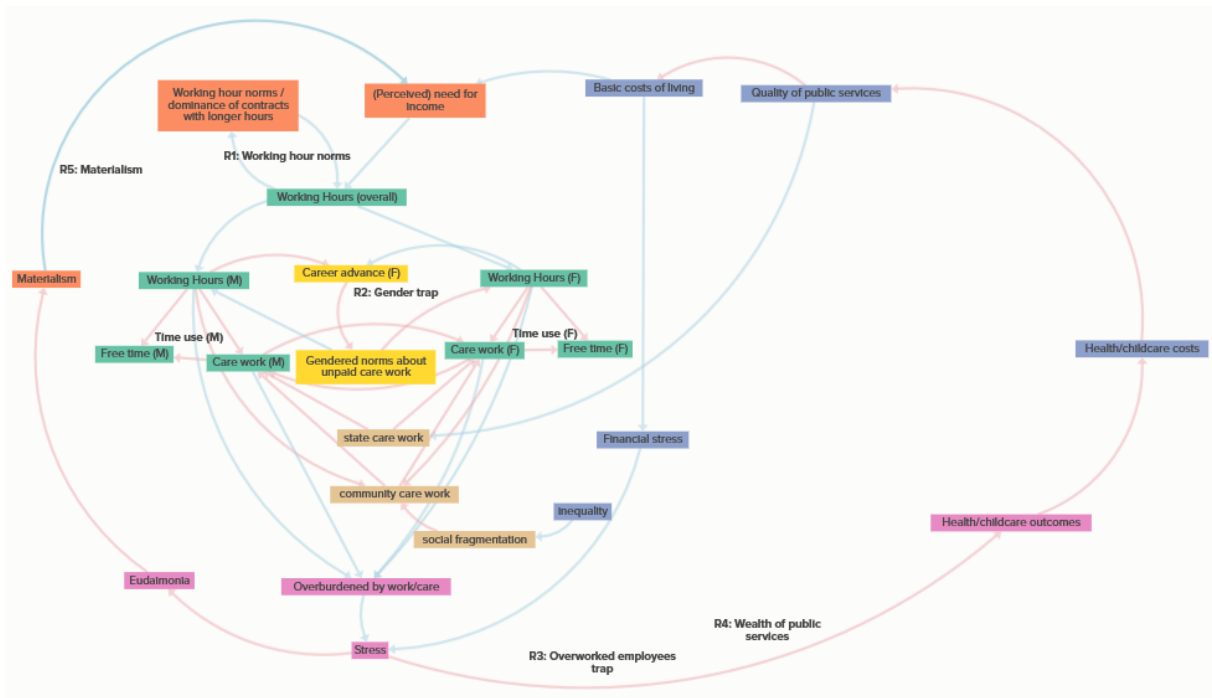 Working hour norms /
dominance of contracts
with longer hours
(Perceived) need for
income
Basic costs of living
Quality of public services
R1: Working hour norms
R5: Materialism
Working Hours (overall)
Materialism
Working Hours (M)
Career advance (F)
Working Hours (F)
R2: Gender trap
Time use (M)
Time use (F)
Free time (M)
Care work (M)
Gendered norms about
unpaid care work
Care work (F)
Free time (F)
Health/childcare costs
state care work
Financial stress
community care work
inequality
social fragmentation
Health/childcare outcomes
Eudaimonia
Overburdened by work/care
R4: Wealth of public
services
Stress
R3: Overworked employees
trap